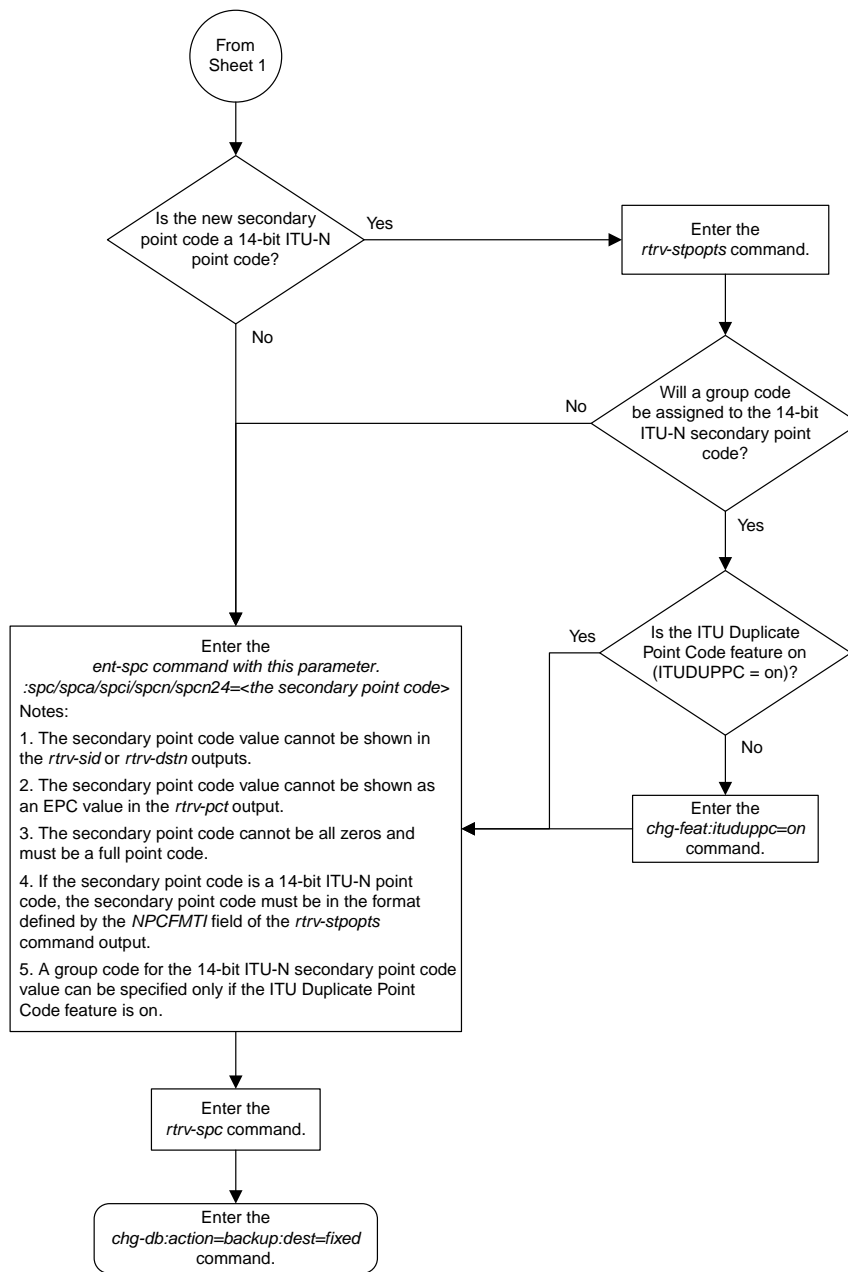 From
Sheet 1
Is the new secondary
point code a 14-bit ITU-N
point code?
Yes
Enter the
rtrv-stpopts command.
No
Will a group code
be assigned to the 14-bit
ITU-N secondary point
code?
No
Yes
Is the ITU Duplicate
Point Code feature on
(ITUDUPPC = on)?
Yes
No
Enter the
chg-feat:ituduppc=on
command.
Enter the
ent-spc command with this parameter.
:spc/spca/spci/spcn/spcn24=<the secondary point code>
Notes:
1. The secondary point code value cannot be shown in
the rtrv-sid or rtrv-dstn outputs.
2. The secondary point code value cannot be shown as
an EPC value in the rtrv-pct output.
3. The secondary point code cannot be all zeros and
must be a full point code.
4. If the secondary point code is a 14-bit ITU-N point
code, the secondary point code must be in the format
defined by the NPCFMTI field of the rtrv-stpopts
command output.
5. A group code for the 14-bit ITU-N secondary point code
value can be specified only if the ITU Duplicate Point
Code feature is on.
Enter the
rtrv-spc command.
Enter the
chg-db:action=backup:dest=fixed
command.